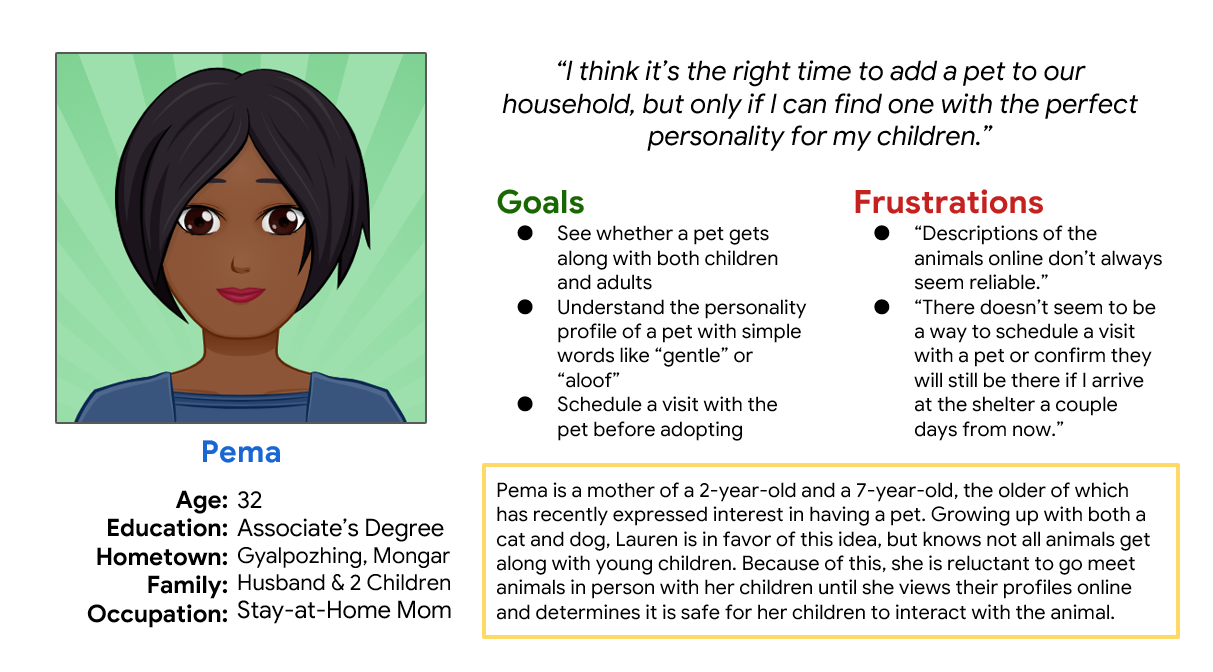 “I think it’s the right time to add a pet to our
household, but only if I can find one with the perfect
personality for my children.”
Goals
● See whether a pet gets
along with both children
and adults
● Understand the personality
profile of a pet with simple
words like “gentle” or
“aloof”
● Schedule a visit with the
pet before adopting
Frustrations
● “Descriptions of the
animals online don’t always
seem reliable.”
● “There doesn’t seem to be
a way to schedule a visit
with a pet or confirm they
will still be there if I arrive
at the shelter a couple
days from now.”
Pema
Age: 32
Education: Associate’s Degree
Hometown: Gyalpozhing, Mongar
Family: Husband & 2 Children
Occupation: Stay-at-Home Mom
Pema is a mother of a 2-year-old and a 7-year-old, the older of which
has recently expressed interest in having a pet. Growing up with both a
cat and dog, Lauren is in favor of this idea, but knows not all animals get
along with young children. Because of this, she is reluctant to go meet
animals in person with her children until she views their profiles online
and determines it is safe for her children to interact with the animal.